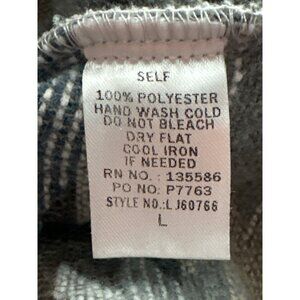 SELF
100% POLYESTER
HAND WASH COLD
DO NOT BLEACH
DRY FLAT
COOL IRON
IF NEEDED
RN NO. : 135586
PO NO: P7763
STYLE NO.:LJ60766
L